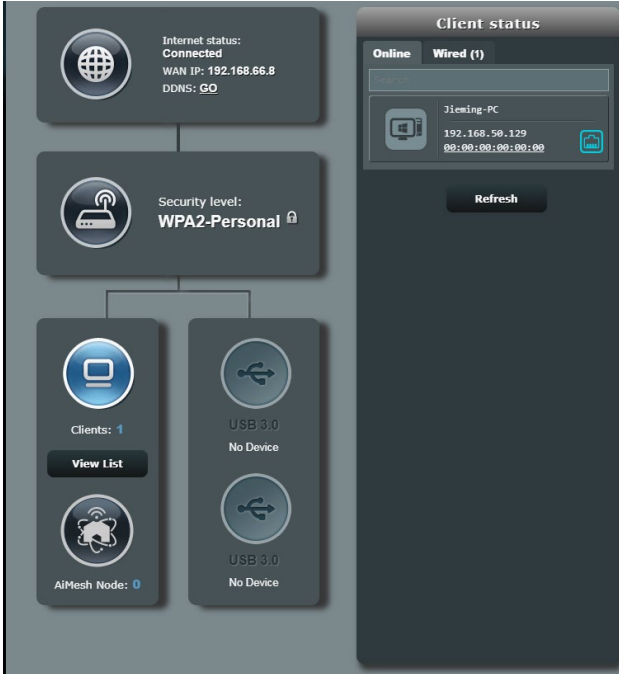 Internet status:
Connected
WAN IP: 192.168.66.8
DDNS: GO
Security level:
WPA2-Personal
Clients: 1
View List
AiMesh Node: 0
USB 3.0
No Device
USB 3.0
No Device
Client status
Online Wired (1)
Search
Jieming-PC
192.168.50.129
00:00:00:00:00:00
Refresh